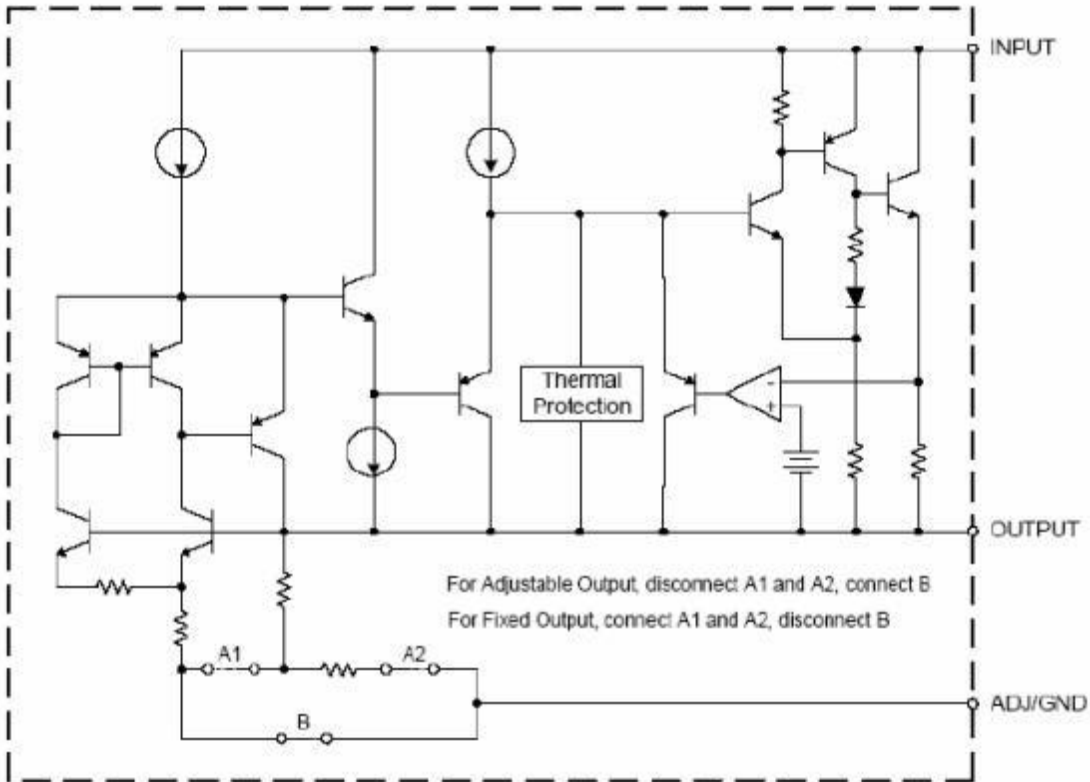 INPUT
Thermal
Protection
-
+
OUTPUT
For Adjustable Output, disconnect A1 and A2, connect B
For Fixed Output, connect A1 and A2, disconnect B
A1
A2
B
ADJ/GND